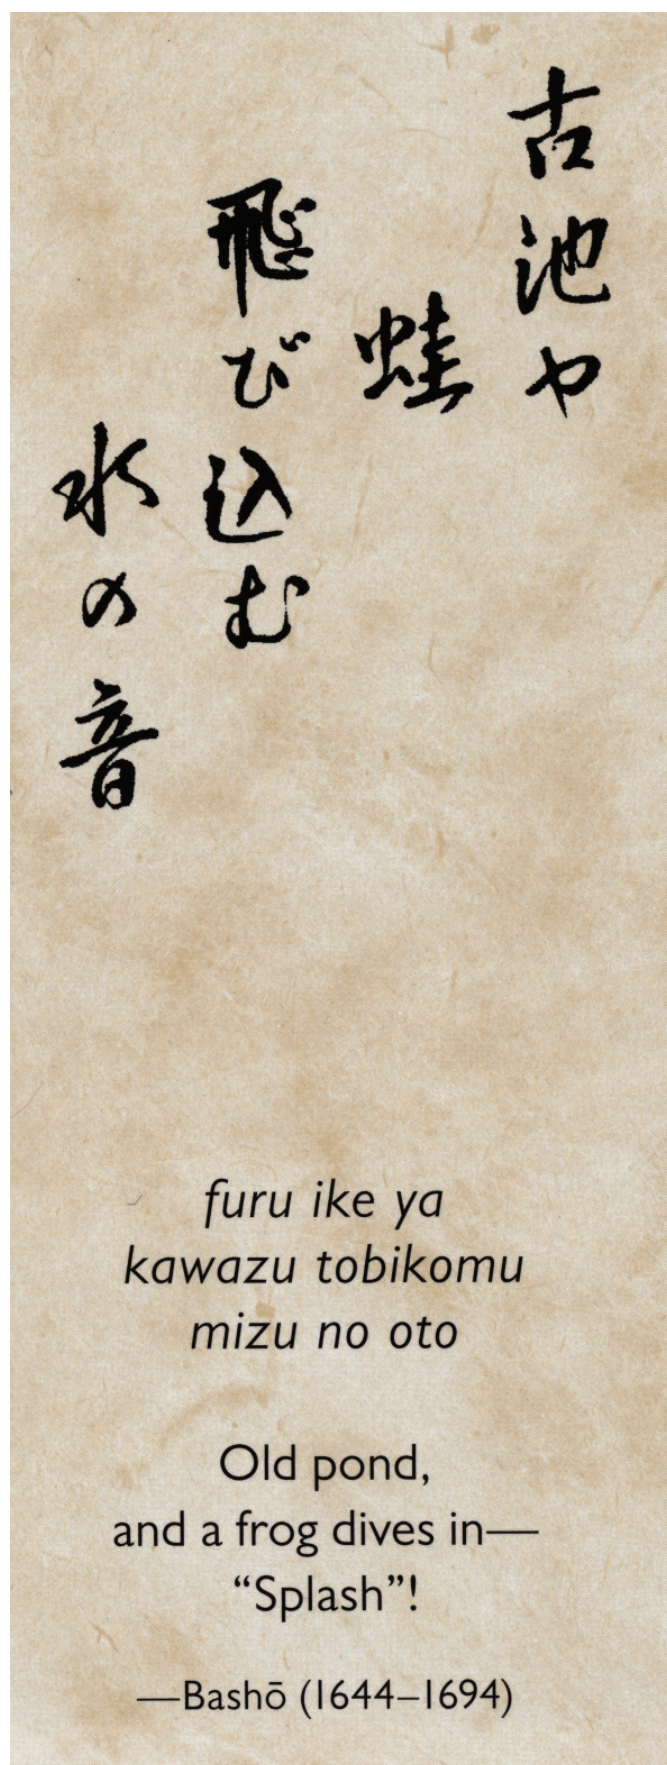 古池や
蛙
飛び込む
水の音
furu ike ya
kawazu tobikomu
mizu no oto
Old pond,
and a frog dives in—
“Splash”!
—Bashō (1644–1694)